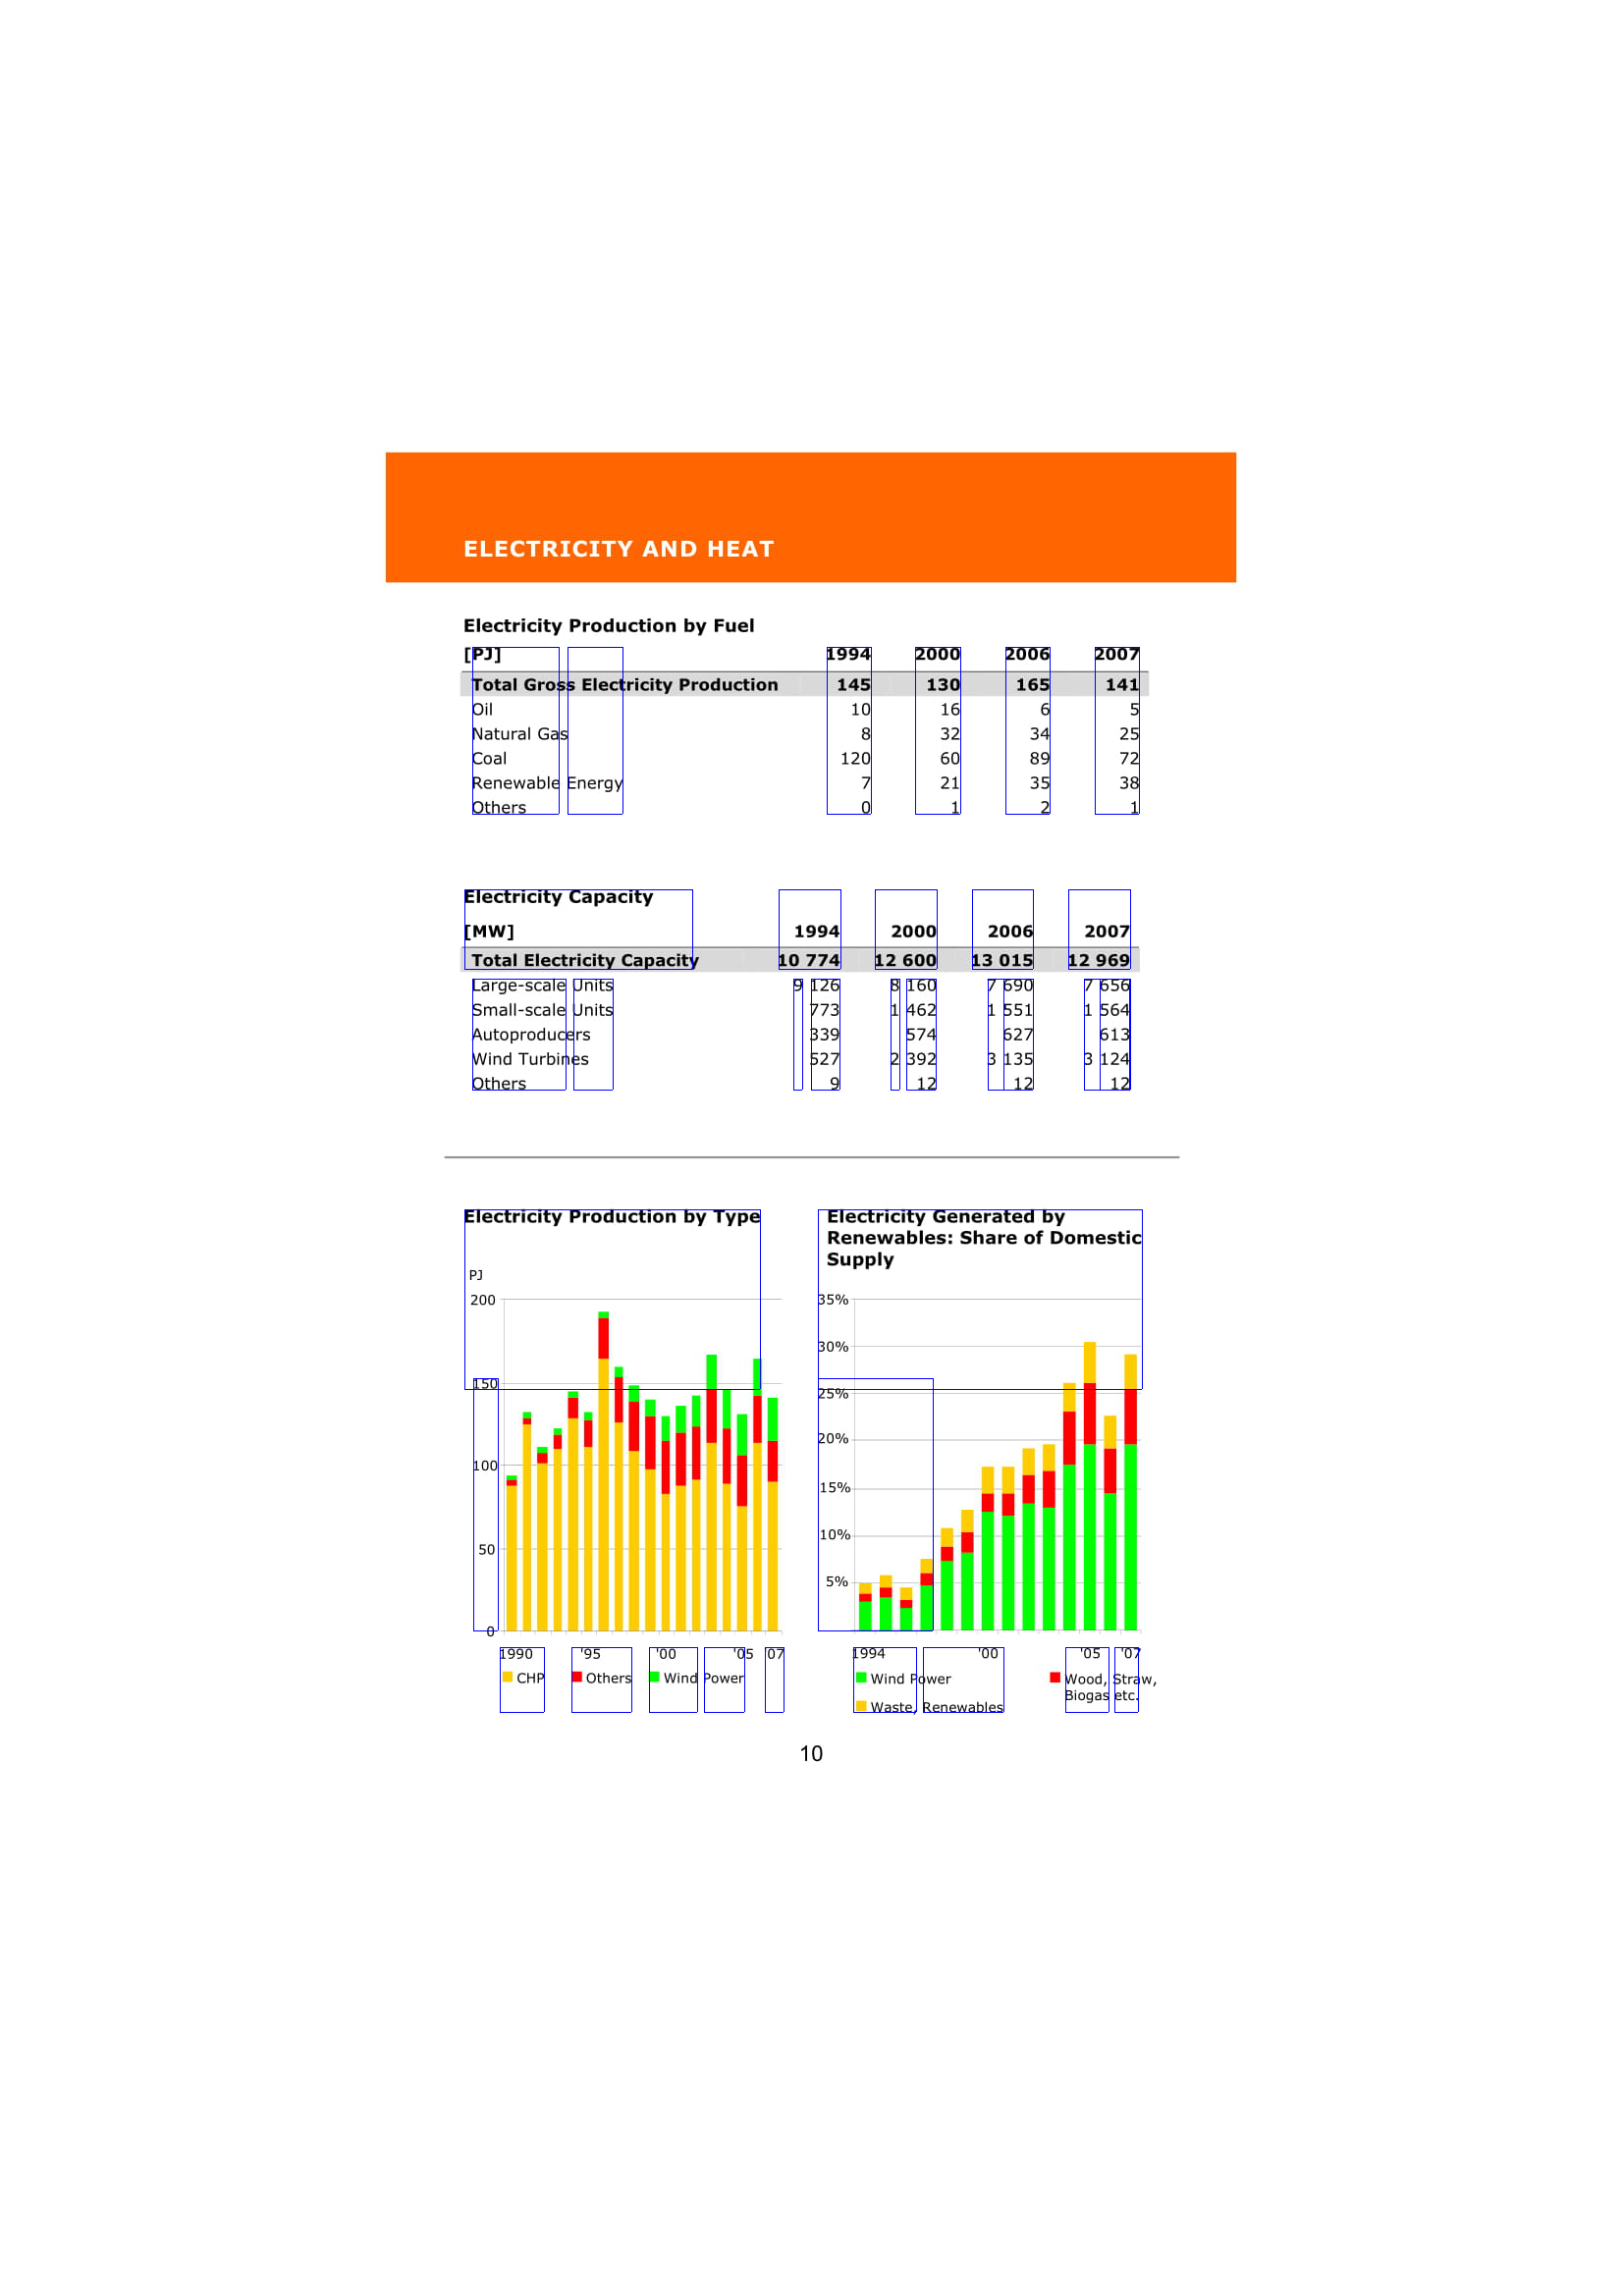 ELECTRICITY AND HEAT
Electricity Production by Fuel
[PJ] 1994 2000 2006 2007
Total Gross Electricity Production 145 130 165 141
Oil 10 16 6 5
Natural Gas 8 32 34 25
Coal 120 60 89 72
Renewable Energy 7 21 35 38
Others 0 1 2 1
Electricity Capacity
[MW] 1994 2000 2006 2007
Total Electricity Capacity 10 774 12 600 13 015 12 969
Large-scale Units 9 126 8 160 7 690 7 656
Small-scale Units 773 1 462 1 551 1 564
Autoproducers 339 574 627 613
Wind Turbines 527 2 392 3 135 3 124
Others 9 12 12 12
Electricity Production by Type
PJ
200
150
100
50
0
1990 '95 '00 '05 '07
CHP Others Wind Power
Electricity Generated by
Renewables: Share of Domestic
Supply
35%
30%
25%
20%
15%
10%
5%
1994 '00 '05 '07
Wind Power Wood, Straw,
Biogas etc.
Waste, Renewables
10